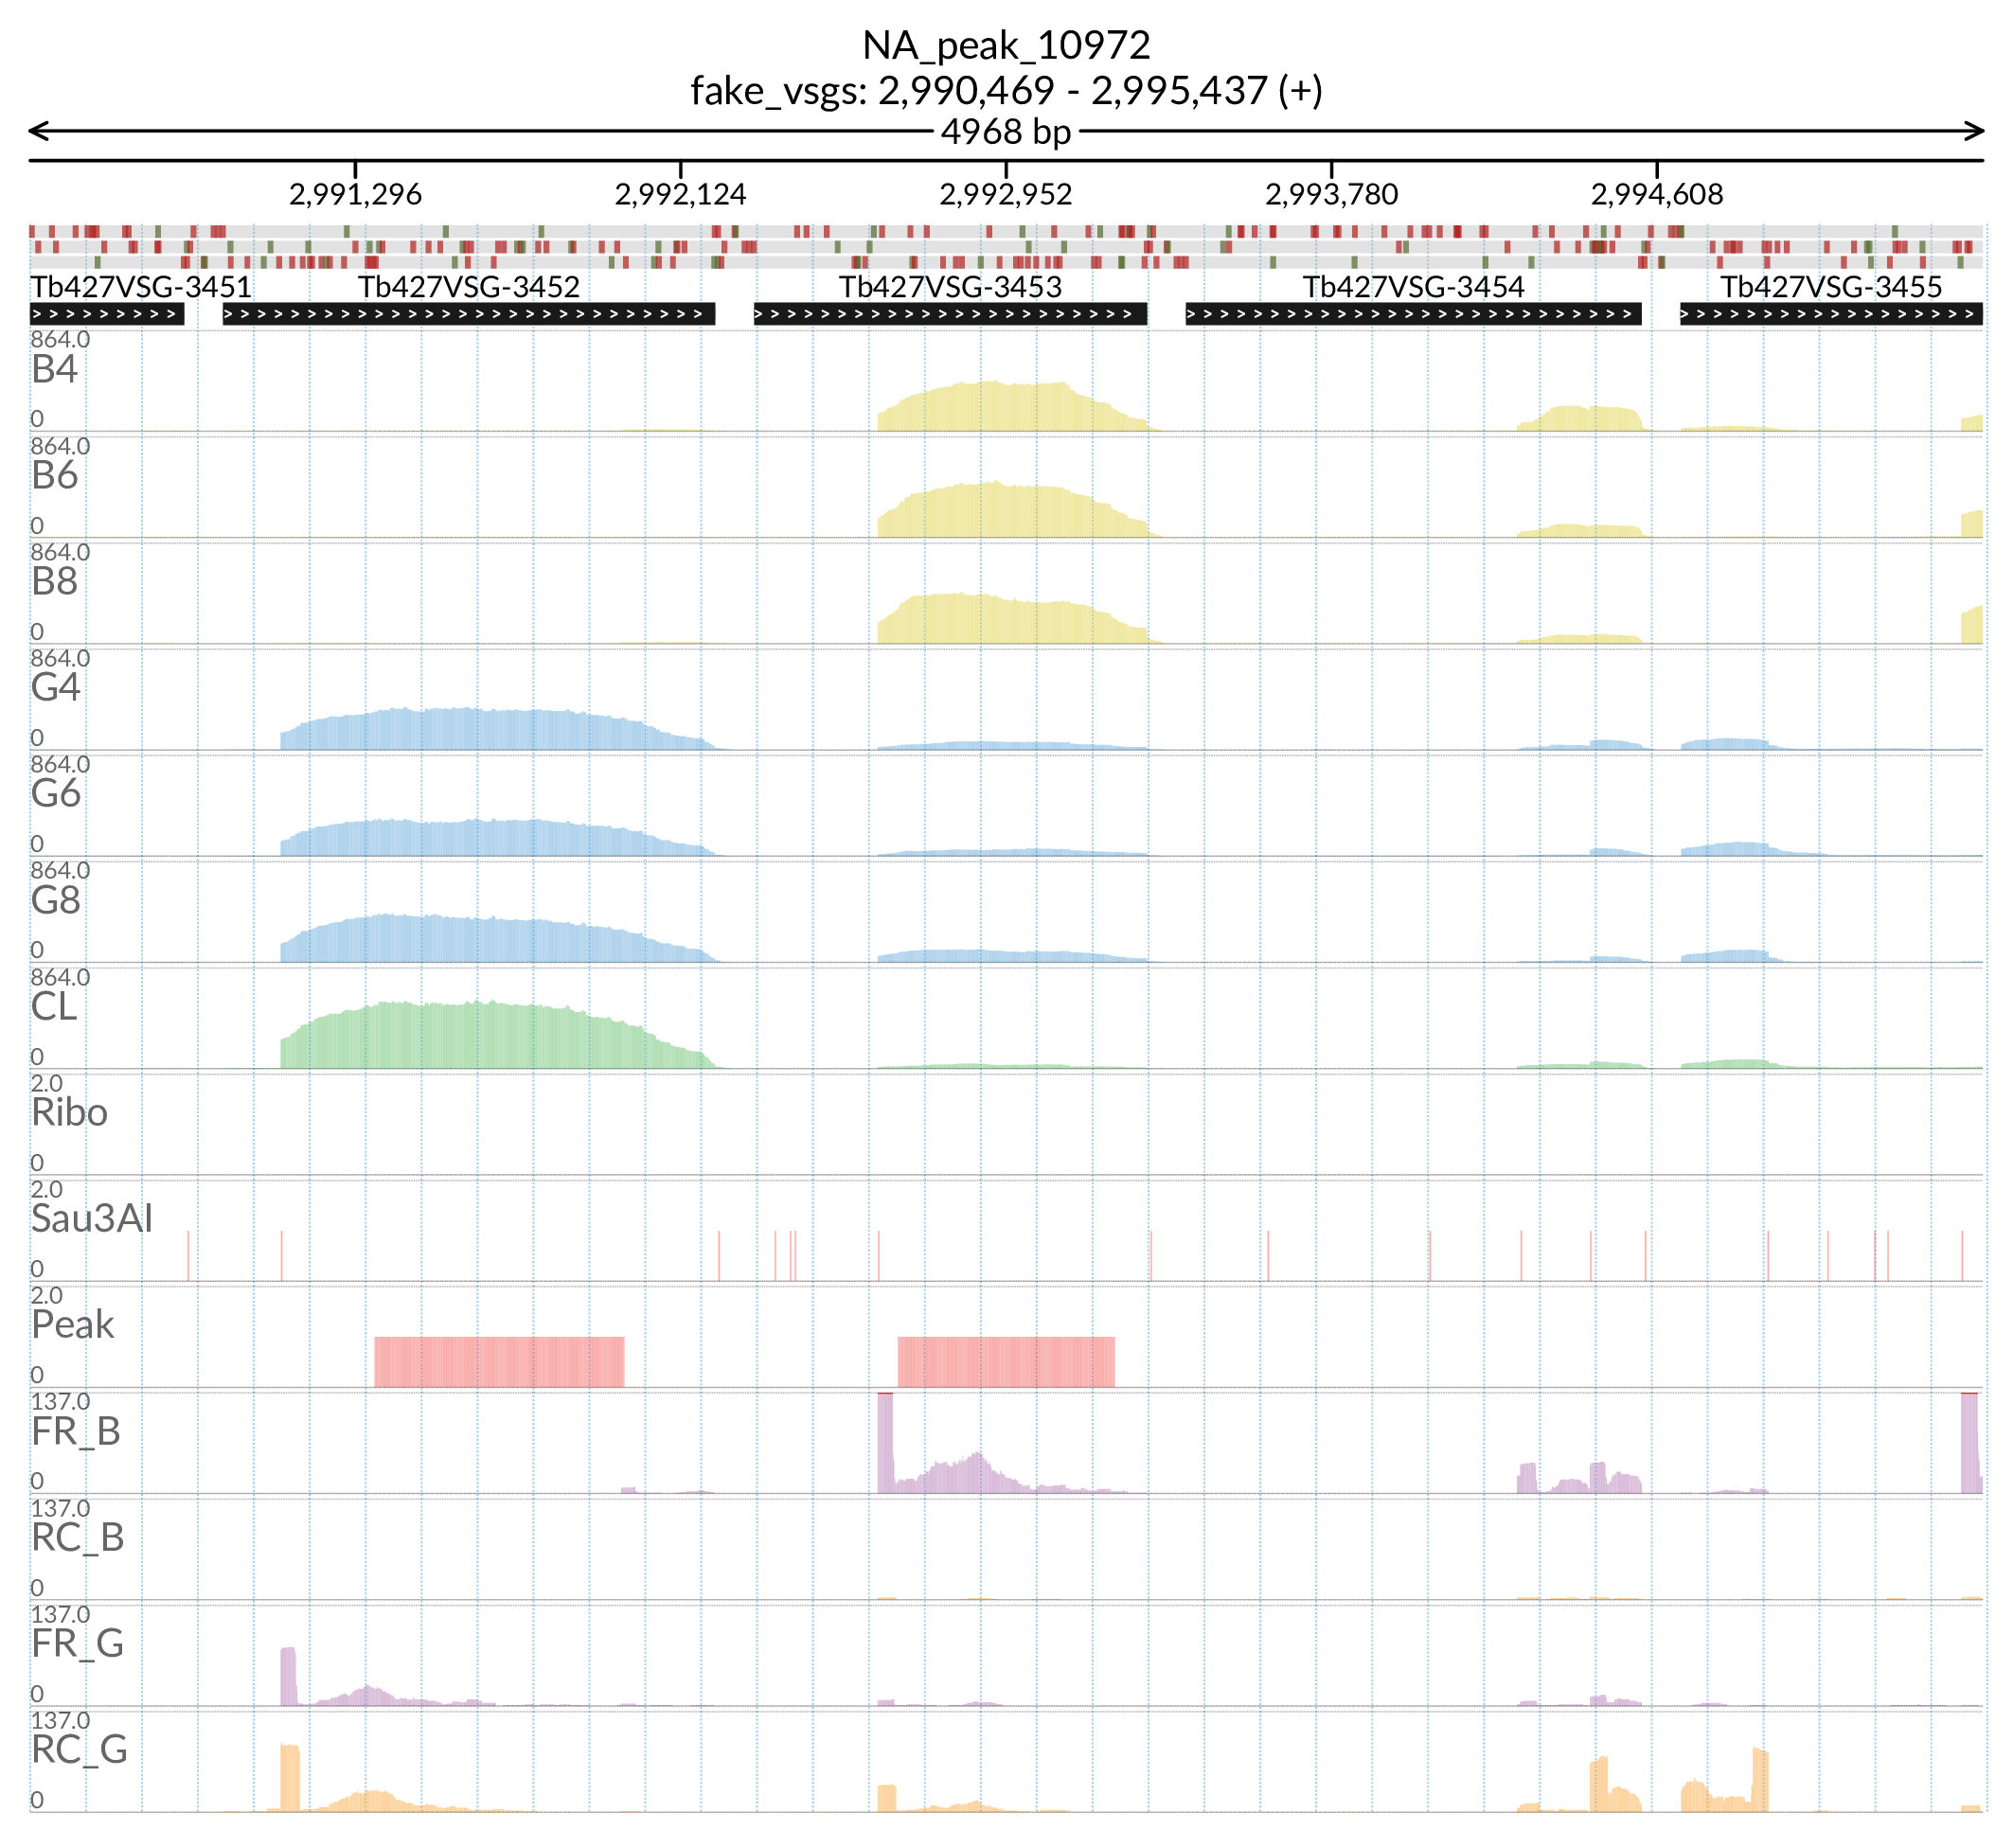 NA_peak_10972
fake_vsgs: 2,990,469 - 2,995,437 (+)
4968 bp
2,991,296 2,992,124 2,992,952 2,993,780 2,994,608
Tb427VSG-3451 Tb427VSG-3452 Tb427VSG-3453 Tb427VSG-3454 Tb427VSG-3455
864.0
B4
0
864.0
B6
0
864.0
B8
0
864.0
G4
0
864.0
G6
0
864.0
G8
0
864.0
CL
0
2.0
Ribo
0
2.0
Sau3AI
0
2.0
Peak
0
137.0
FR_B
0
137.0
RC_B
0
137.0
FR_G
0
137.0
RC_G
0